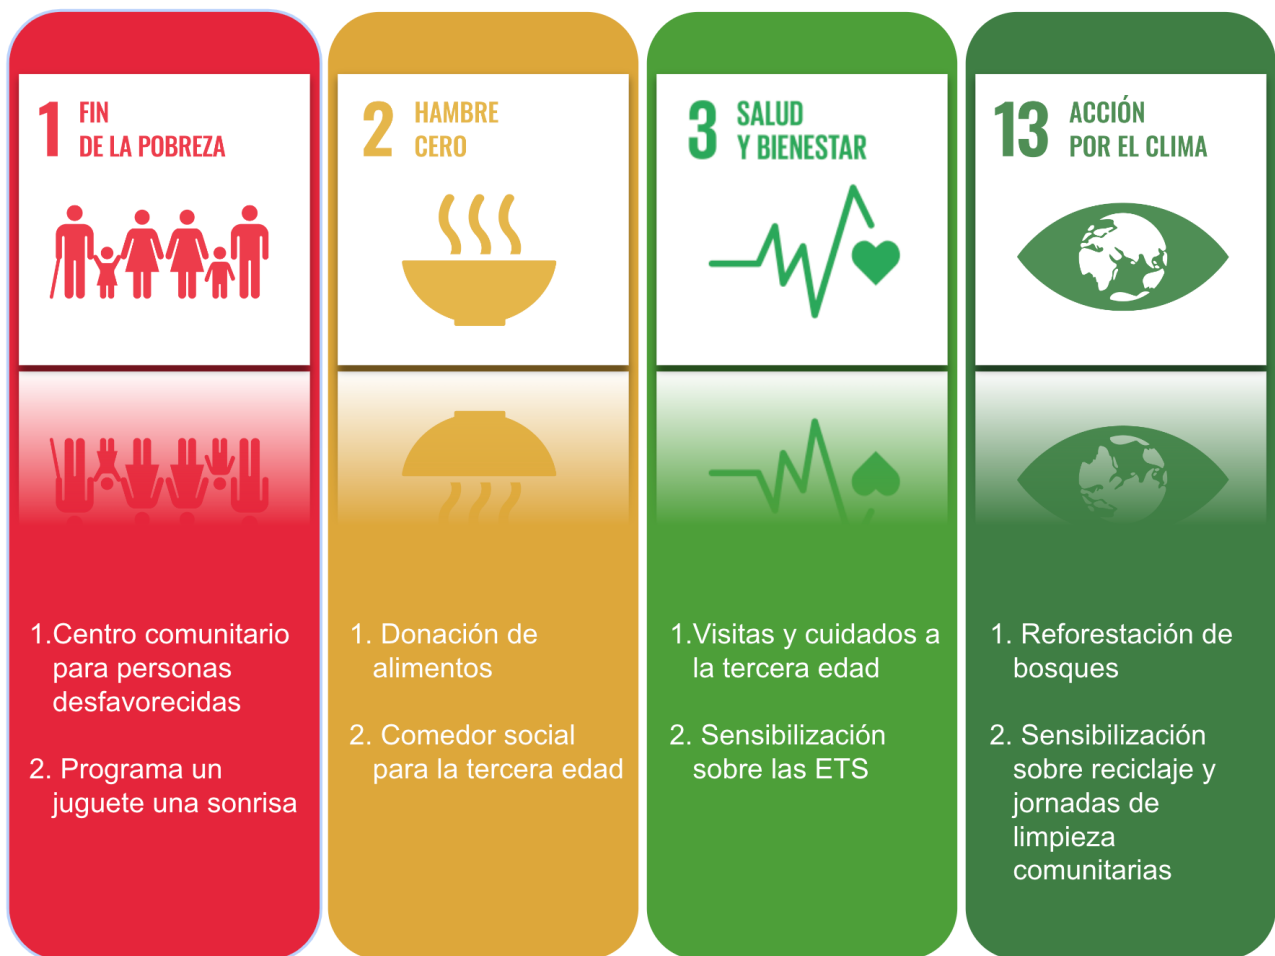 1 FIN
DE LA POBREZA
1.Centro comunitario
para personas
desfavorecidas
2. Programa un
juguete una sonrisa
2 HAMBRE
CERO
1. Donación de
alimentos
2. Comedor social
para la tercera edad
3 SALUD
Y BIENESTAR
1.Visitas y cuidados a
la tercera edad
2. Sensibilización
sobre las ETS
13 ACCIÓN
POR EL CLIMA
1. Reforestación de
bosques
2. Sensibilización
sobre reciclaje y
jornadas de
limpieza
comunitarias